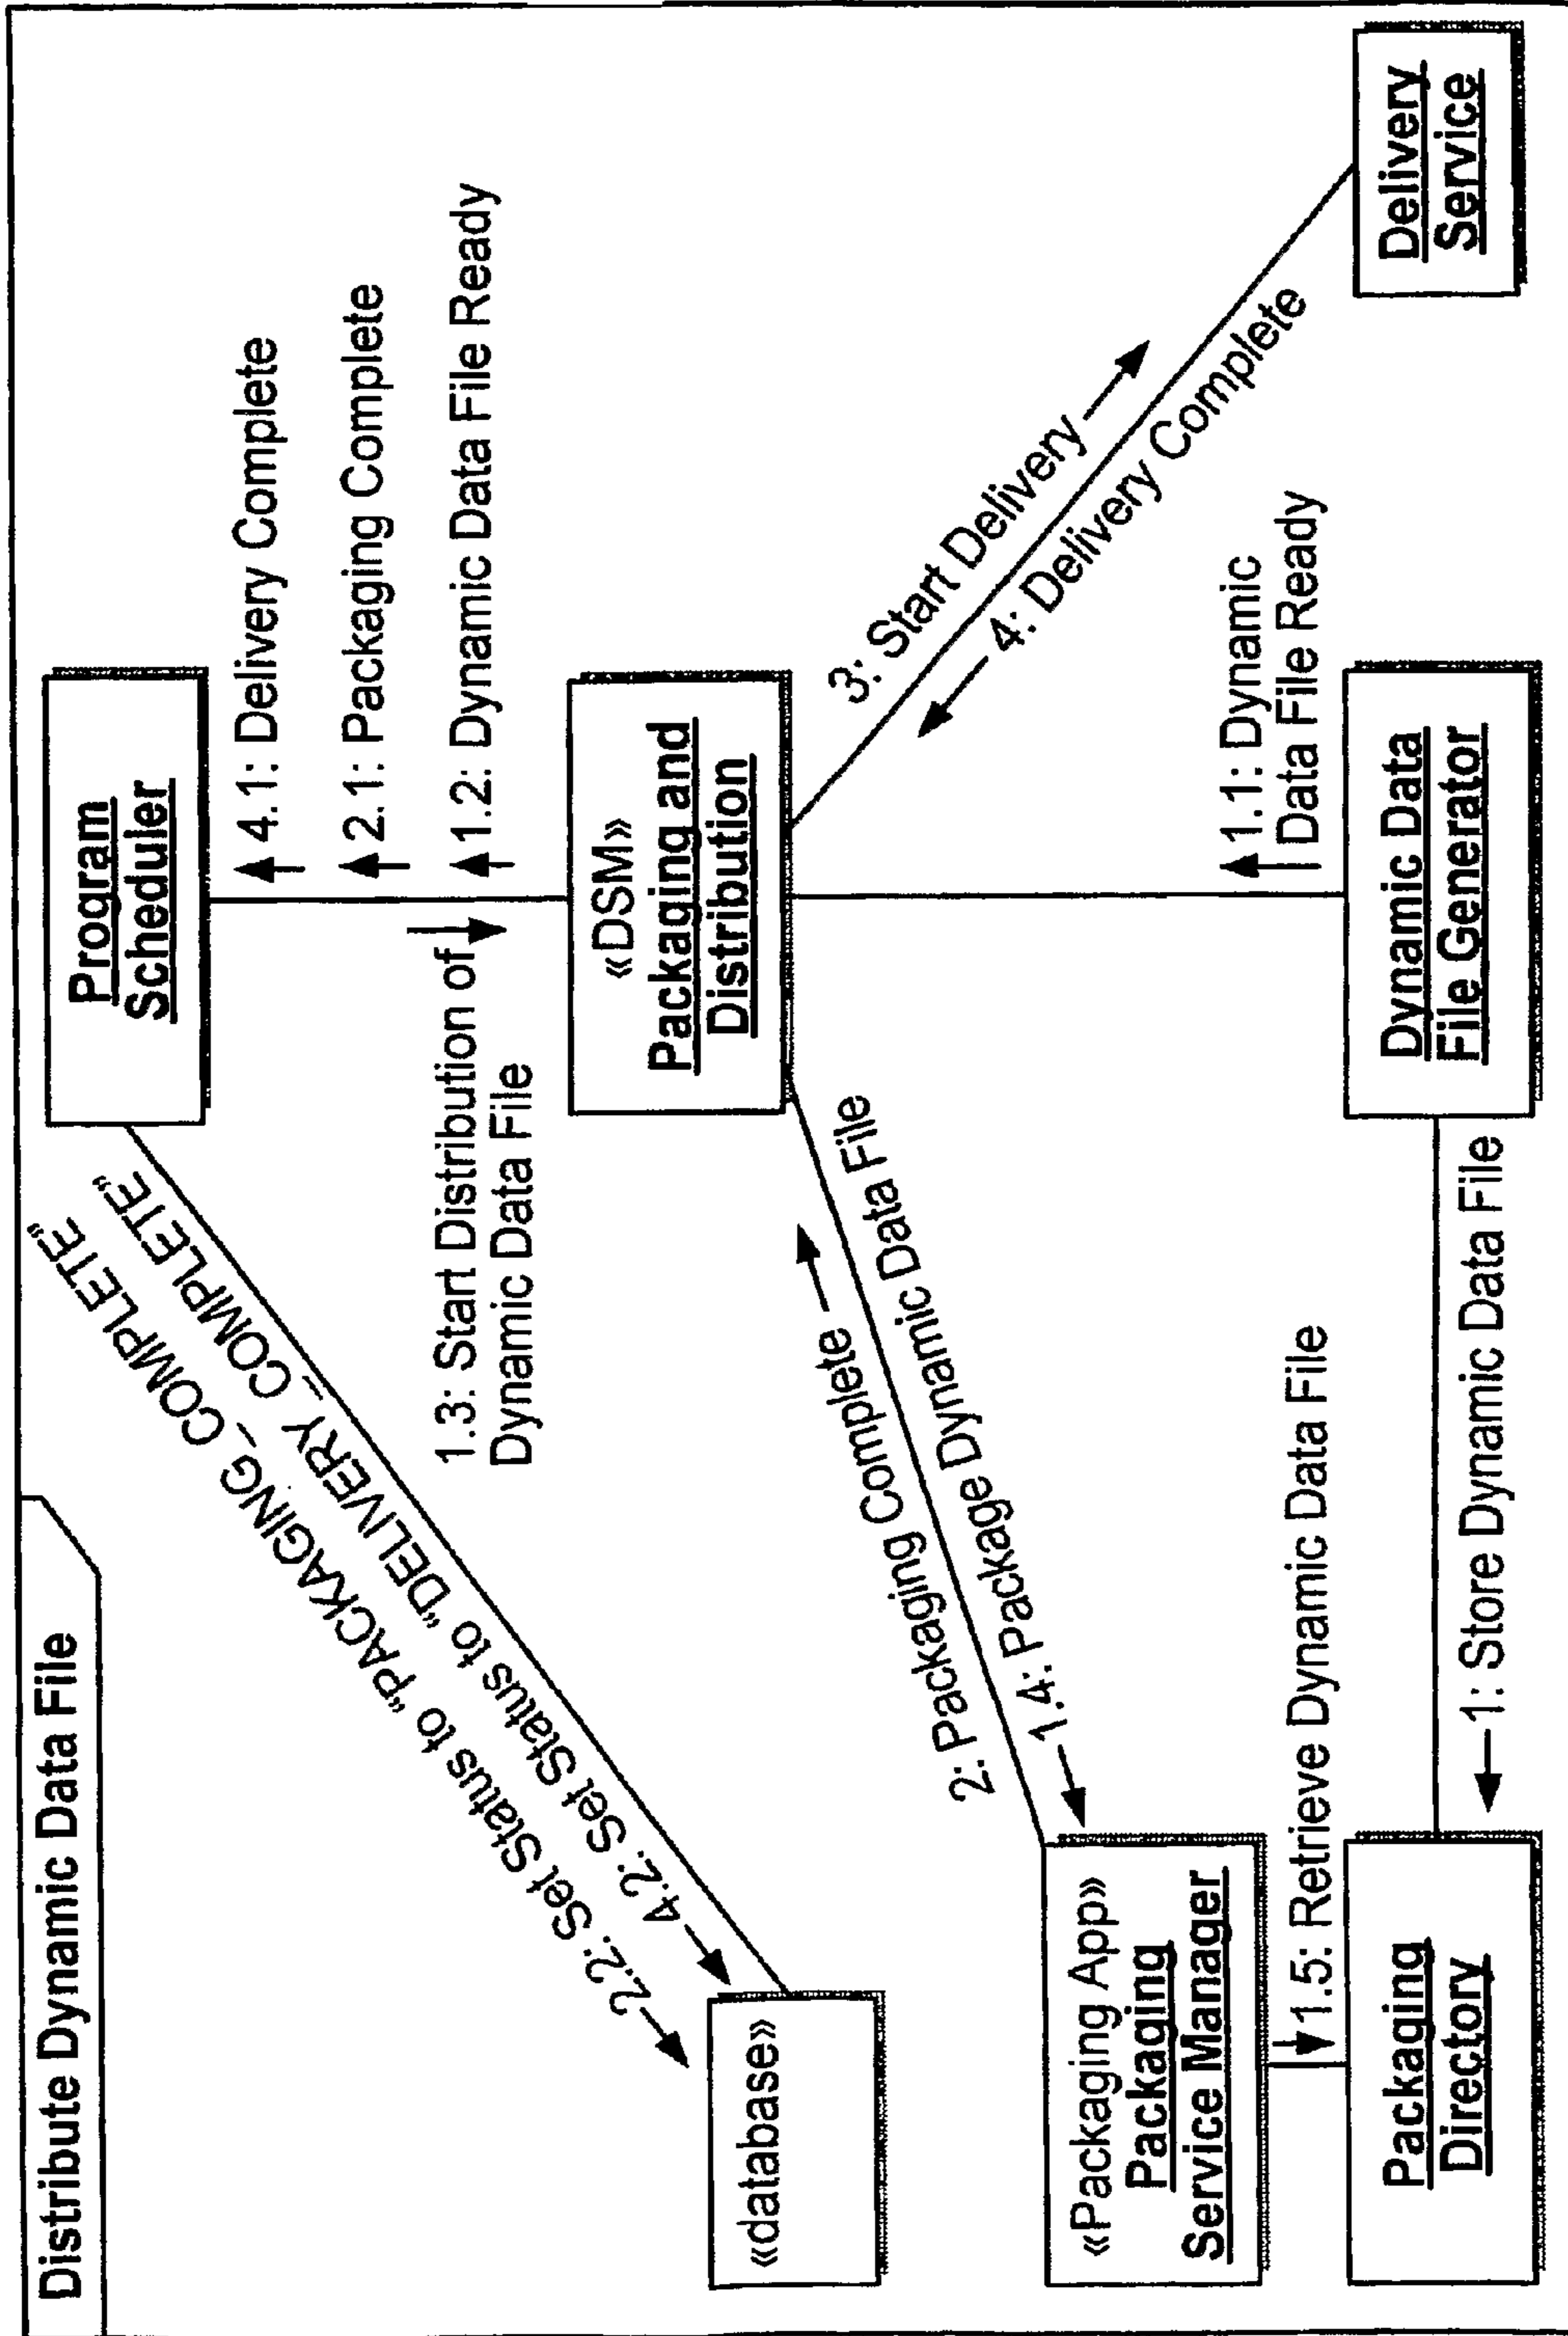 Distribute Dynamic Data File
Program
Scheduler
4.1: Delivery Complete
2.1: Packaging Complete
1.2: Dynamic Data File Ready
1.3: Start Distribution of
Dynamic Data File
2.2: Set Status to “PACKAGING_COMPLETE”
4.2: Set Status to “DELIVERY_COMPLETE”
«database»
«DSM»
Packaging and
Distribution
3: Start Delivery
4: Delivery Complete
2: Packaging Complete
1.4: Package Dynamic Data File
«Packaging App»
Packaging
Service Manager
1.5: Retrieve Dynamic Data File
1.1: Dynamic
Data File Ready
Packaging
Directory
1: Store Dynamic Data File
Dynamic Data
File Generator
Delivery
Service